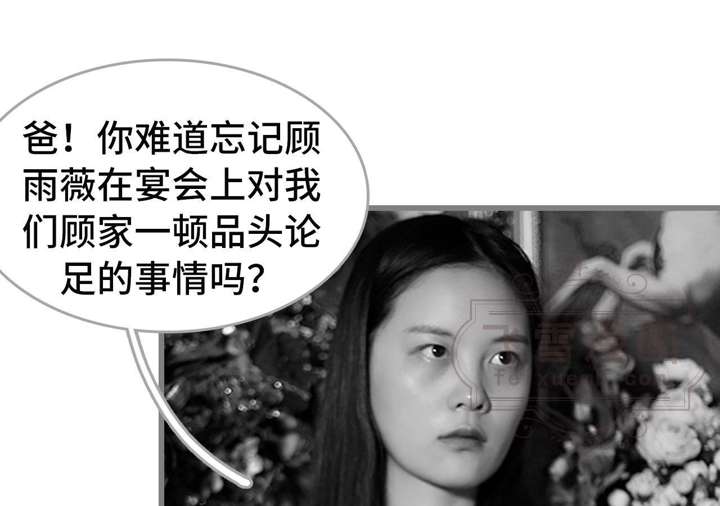 爸！你难道忘记顾
雨薇在宴会上对我
们顾家一顿品头论
足的事情吗？